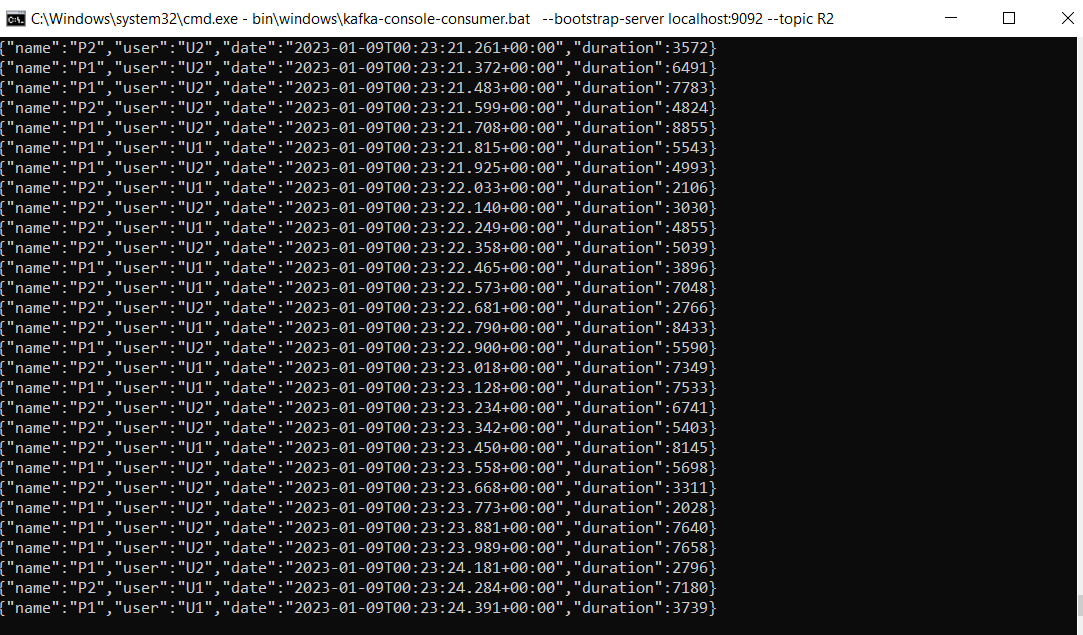 C:\Windows\system32\cmd.exe - bin\windows\kafka-console-consumer.bat   --bootstrap-server localhost:9092 --topic R2
{"name":"P2","user":"U2","date":"2023-01-09T00:23:21.261+00:00","duration":3572}
{"name":"P1","user":"U2","date":"2023-01-09T00:23:21.372+00:00","duration":6491}
{"name":"P1","user":"U2","date":"2023-01-09T00:23:21.483+00:00","duration":7783}
{"name":"P2","user":"U2","date":"2023-01-09T00:23:21.599+00:00","duration":4824}
{"name":"P1","user":"U2","date":"2023-01-09T00:23:21.708+00:00","duration":8855}
{"name":"P1","user":"U1","date":"2023-01-09T00:23:21.815+00:00","duration":5543}
{"name":"P1","user":"U2","date":"2023-01-09T00:23:21.925+00:00","duration":4993}
{"name":"P2","user":"U1","date":"2023-01-09T00:23:22.033+00:00","duration":2106}
{"name":"P2","user":"U2","date":"2023-01-09T00:23:22.140+00:00","duration":3030}
{"name":"P2","user":"U1","date":"2023-01-09T00:23:22.249+00:00","duration":4855}
{"name":"P2","user":"U2","date":"2023-01-09T00:23:22.358+00:00","duration":5039}
{"name":"P1","user":"U1","date":"2023-01-09T00:23:22.465+00:00","duration":3896}
{"name":"P2","user":"U1","date":"2023-01-09T00:23:22.573+00:00","duration":7048}
{"name":"P2","user":"U2","date":"2023-01-09T00:23:22.681+00:00","duration":2766}
{"name":"P2","user":"U1","date":"2023-01-09T00:23:22.790+00:00","duration":8433}
{"name":"P1","user":"U2","date":"2023-01-09T00:23:22.900+00:00","duration":5590}
{"name":"P2","user":"U1","date":"2023-01-09T00:23:23.018+00:00","duration":7349}
{"name":"P1","user":"U1","date":"2023-01-09T00:23:23.128+00:00","duration":7533}
{"name":"P2","user":"U2","date":"2023-01-09T00:23:23.234+00:00","duration":6741}
{"name":"P2","user":"U2","date":"2023-01-09T00:23:23.342+00:00","duration":5403}
{"name":"P2","user":"U1","date":"2023-01-09T00:23:23.450+00:00","duration":8145}
{"name":"P1","user":"U2","date":"2023-01-09T00:23:23.558+00:00","duration":5698}
{"name":"P2","user":"U2","date":"2023-01-09T00:23:23.668+00:00","duration":3311}
{"name":"P1","user":"U2","date":"2023-01-09T00:23:23.773+00:00","duration":2028}
{"name":"P1","user":"U2","date":"2023-01-09T00:23:23.881+00:00","duration":7640}
{"name":"P1","user":"U2","date":"2023-01-09T00:23:23.989+00:00","duration":7658}
{"name":"P1","user":"U2","date":"2023-01-09T00:23:24.181+00:00","duration":2796}
{"name":"P2","user":"U1","date":"2023-01-09T00:23:24.284+00:00","duration":7180}
{"name":"P1","user":"U1","date":"2023-01-09T00:23:24.391+00:00","duration":3739}